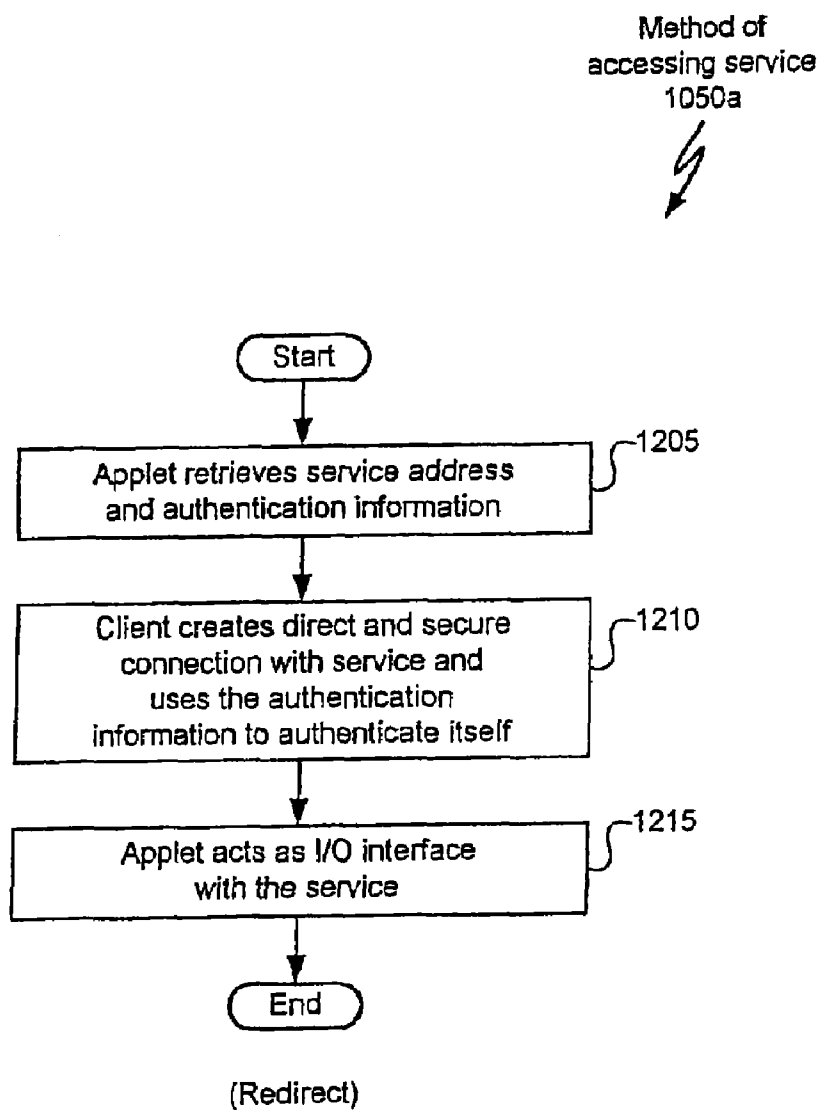 Method of
accessing service
1050a
Start
Applet retrieves service address
and authentication information
1205
Client creates direct and secure
connection with service and
uses the authentication
information to authenticate itself
1210
Applet acts as I/O interface
with the service
1215
End
(Redirect)